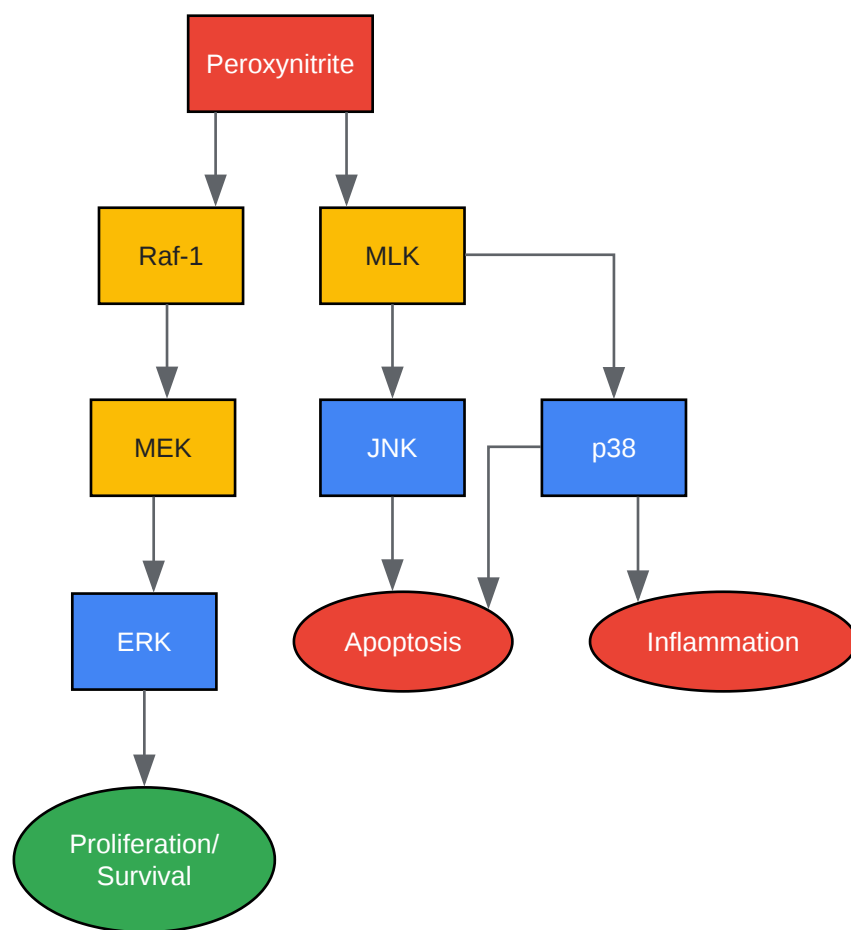 Peroxynitrite
Raf-1
MLK
MEK
JNK
p38
ERK
Apoptosis
Inflammation
Proliferation/
Survival